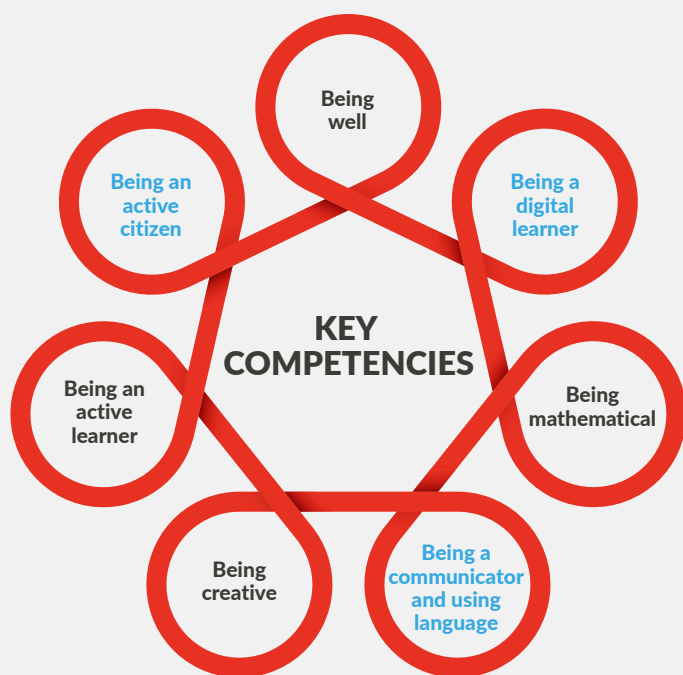 Being
well
Being an
active
citizen
Being a
digital
learner
KEY
COMPETENCIES
Being an
active
learner
Being
mathematical
Being
creative
Being a
communicator
and using
language